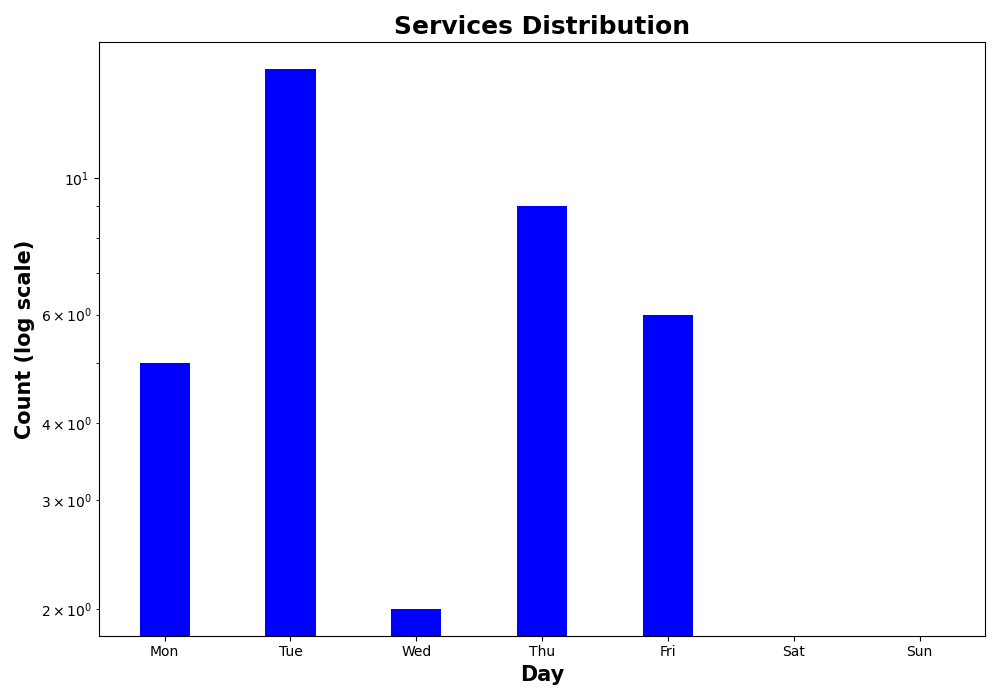 Services Distribution
Count (log scale)
10¹
6 × 10⁰
4 × 10⁰
3 × 10⁰
2 × 10⁰
Mon Tue Wed Thu Fri Sat Sun
Day